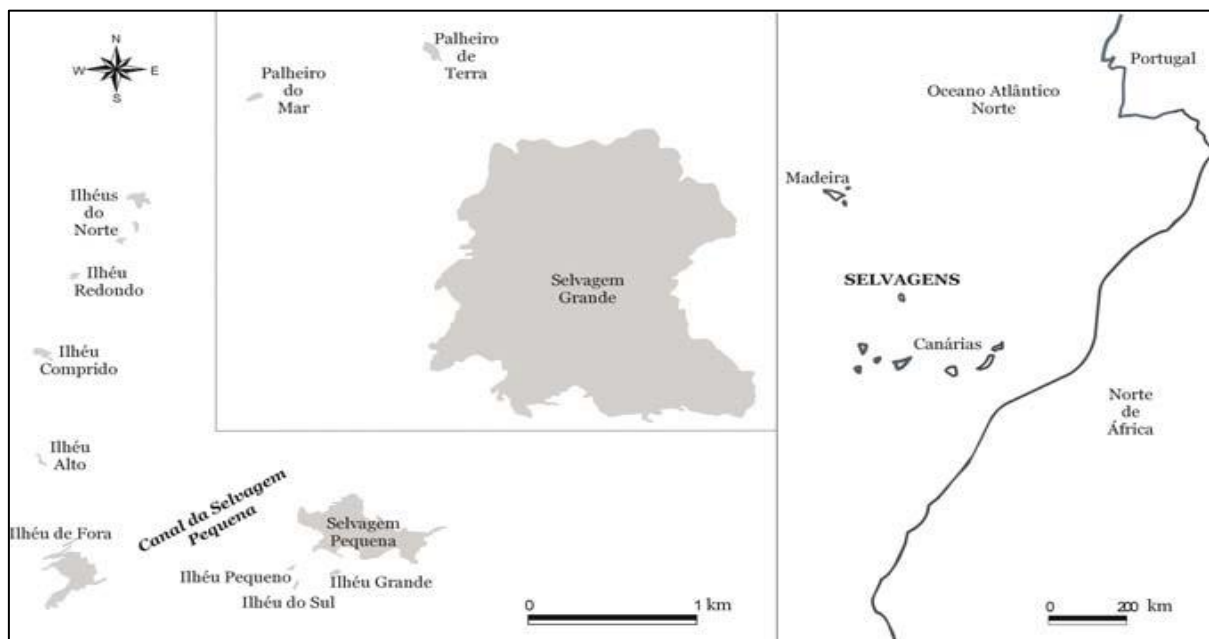 N
W
E
S
Palheiro
do
Mar
Palheiro
de
Terra
Ilhéus
do
Norte
Ilhéu
Redondo
Ilhéu
Comprido
Ilhéu
Alto
Ilhéu de Fora
Canal da Selvagem
Pequena
Selvagem
Grande
Selvagem
Pequena
Ilhéu Pequeno
Ilhéu Grande
Ilhéu do Sul
0
1 km
Portugal
Oceano Atlântico
Norte
Madeira
SELVAGENS
Canárias
Norte
de
África
0
200 km